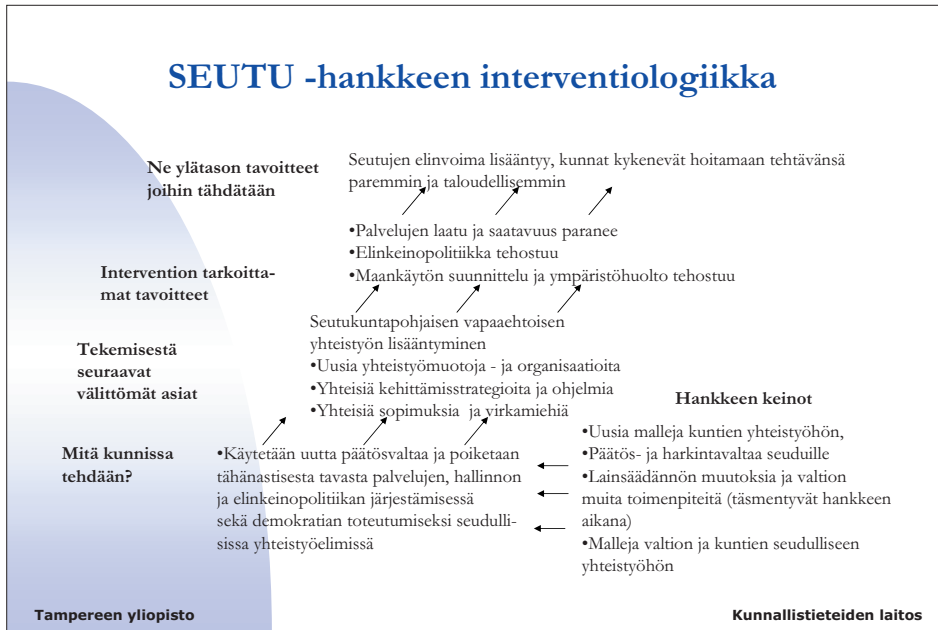 SEUTU -hankkeen interventiologiikka
Ne ylätason tavoitteet
joihin tähdätään
Seutujen elinvoima lisääntyy, kunnat kykenevät hoitamaan tehtävänsä
paremmin ja taloudellisemmin
•Palvelujen laatu ja saatavuus paranee
•Elinkeinopolitiikka tehostuu
•Maankäytön suunnittelu ja ympäristöhuolto tehostuu
Intervention tarkoitta-
mat tavoitteet
Seutukuntapohjaisen vapaaehtoisen
yhteistyön lisääntyminen
•Uusia yhteistyömuotoja - ja organisaatioita
•Yhteisiä kehittämisstrategioita ja ohjelmia
•Yhteisiä sopimuksia ja virkamiehiä
Tekemisestä
seuraavat
välittömät asiat
Mitä kunnissa
tehdään?
•Käytetään uutta päätösvaltaa ja poiketaan
tähänastisesta tavasta palvelujen, hallinnon
ja elinkeinopolitiikan järjestämisessä
sekä demokratian toteutumiseksi seudulli-
sissa yhteistyöelimissä
Hankkeen keinot
•Uusia malleja kuntien yhteistyöhön,
•Päätös- ja harkintavaltaa seuduille
•Lainsäädännön muutoksia ja valtion
muita toimenpiteitä (täsmentyvät hankkeen
aikana)
•Malleja valtion ja kuntien seudulliseen
yhteistyöhön
Tampereen yliopisto
Kunnallistieteiden laitos